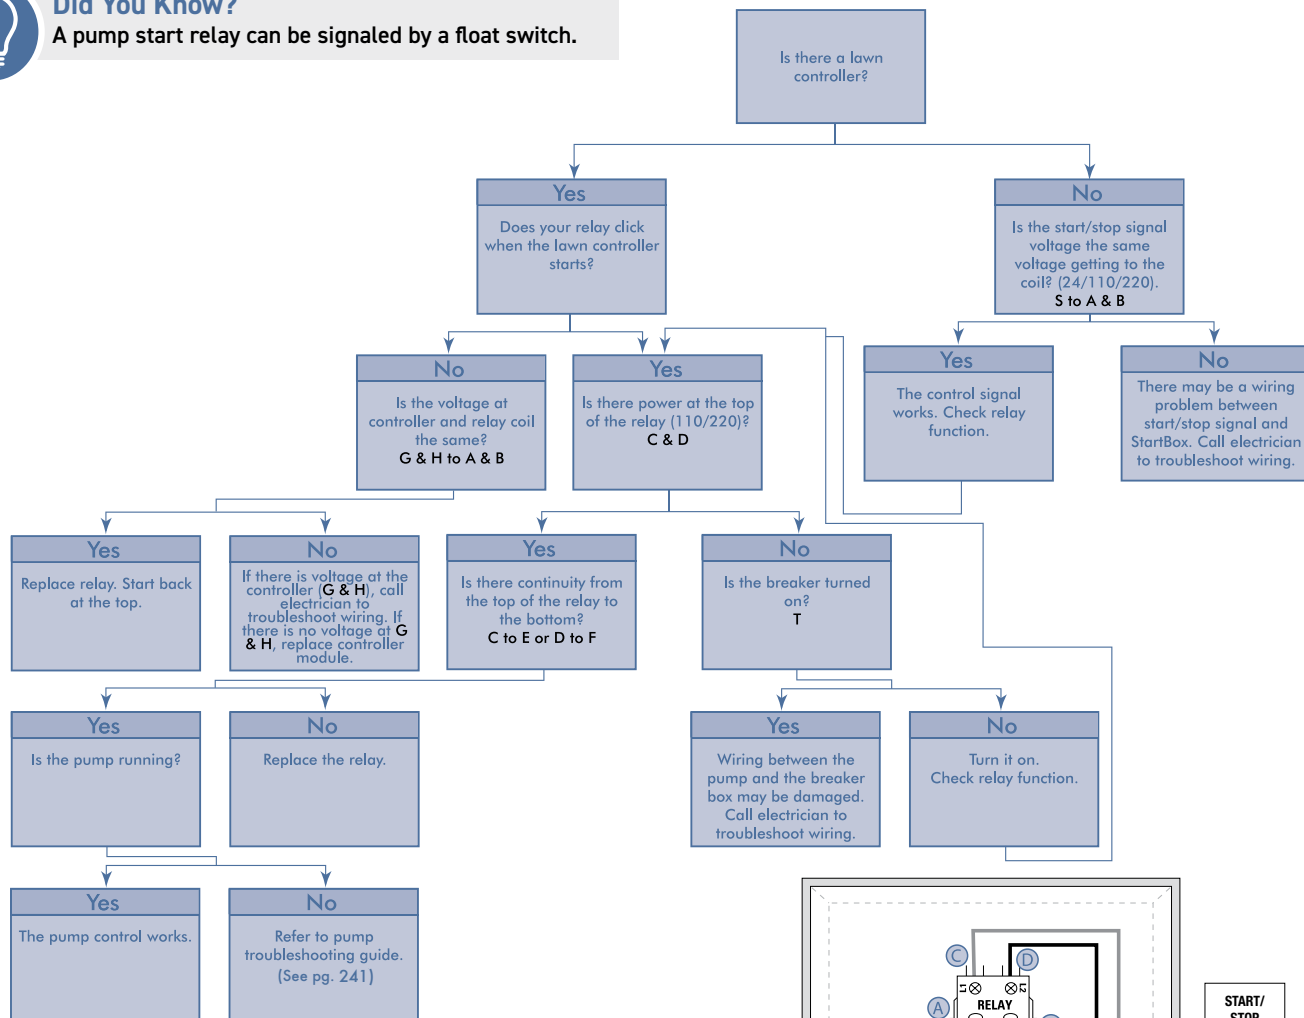 Did You Know?
A pump start relay can be signaled by a float switch.
Is there a lawn
controller?
Yes
Does your relay click
when the lawn controller
starts?
No
Is the start/stop signal
voltage the same
voltage getting to the
coil? (24/110/220).
S to A & B
No
Is the voltage at
controller and relay coil
the same?
G & H to A & B
Yes
Is there power at the top
of the relay (110/220)?
C & D
Yes
The control signal
works. Check relay
function.
No
There may be a wiring
problem between
start/stop signal and
StartBox. Call electrician
to troubleshoot wiring.
Yes
Replace relay. Start back
at the top.
No
If there is voltage at the
controller (G & H), call
electrician to
troubleshoot wiring. If
there is no voltage at G
& H, replace controller
module.
Yes
Is there continuity from
the top of the relay to
the bottom?
C to E or D to F
No
Is the breaker turned
on?
T
Yes
Is the pump running?
No
Replace the relay.
Yes
Wiring between the
pump and the breaker
box may be damaged.
Call electrician to
troubleshoot wiring.
No
Turn it on.
Check relay function.
Yes
The pump control works.
No
Refer to pump
troubleshooting guide.
(See pg. 241)
C
D
L1
L2
A
RELAY
START/
STOP